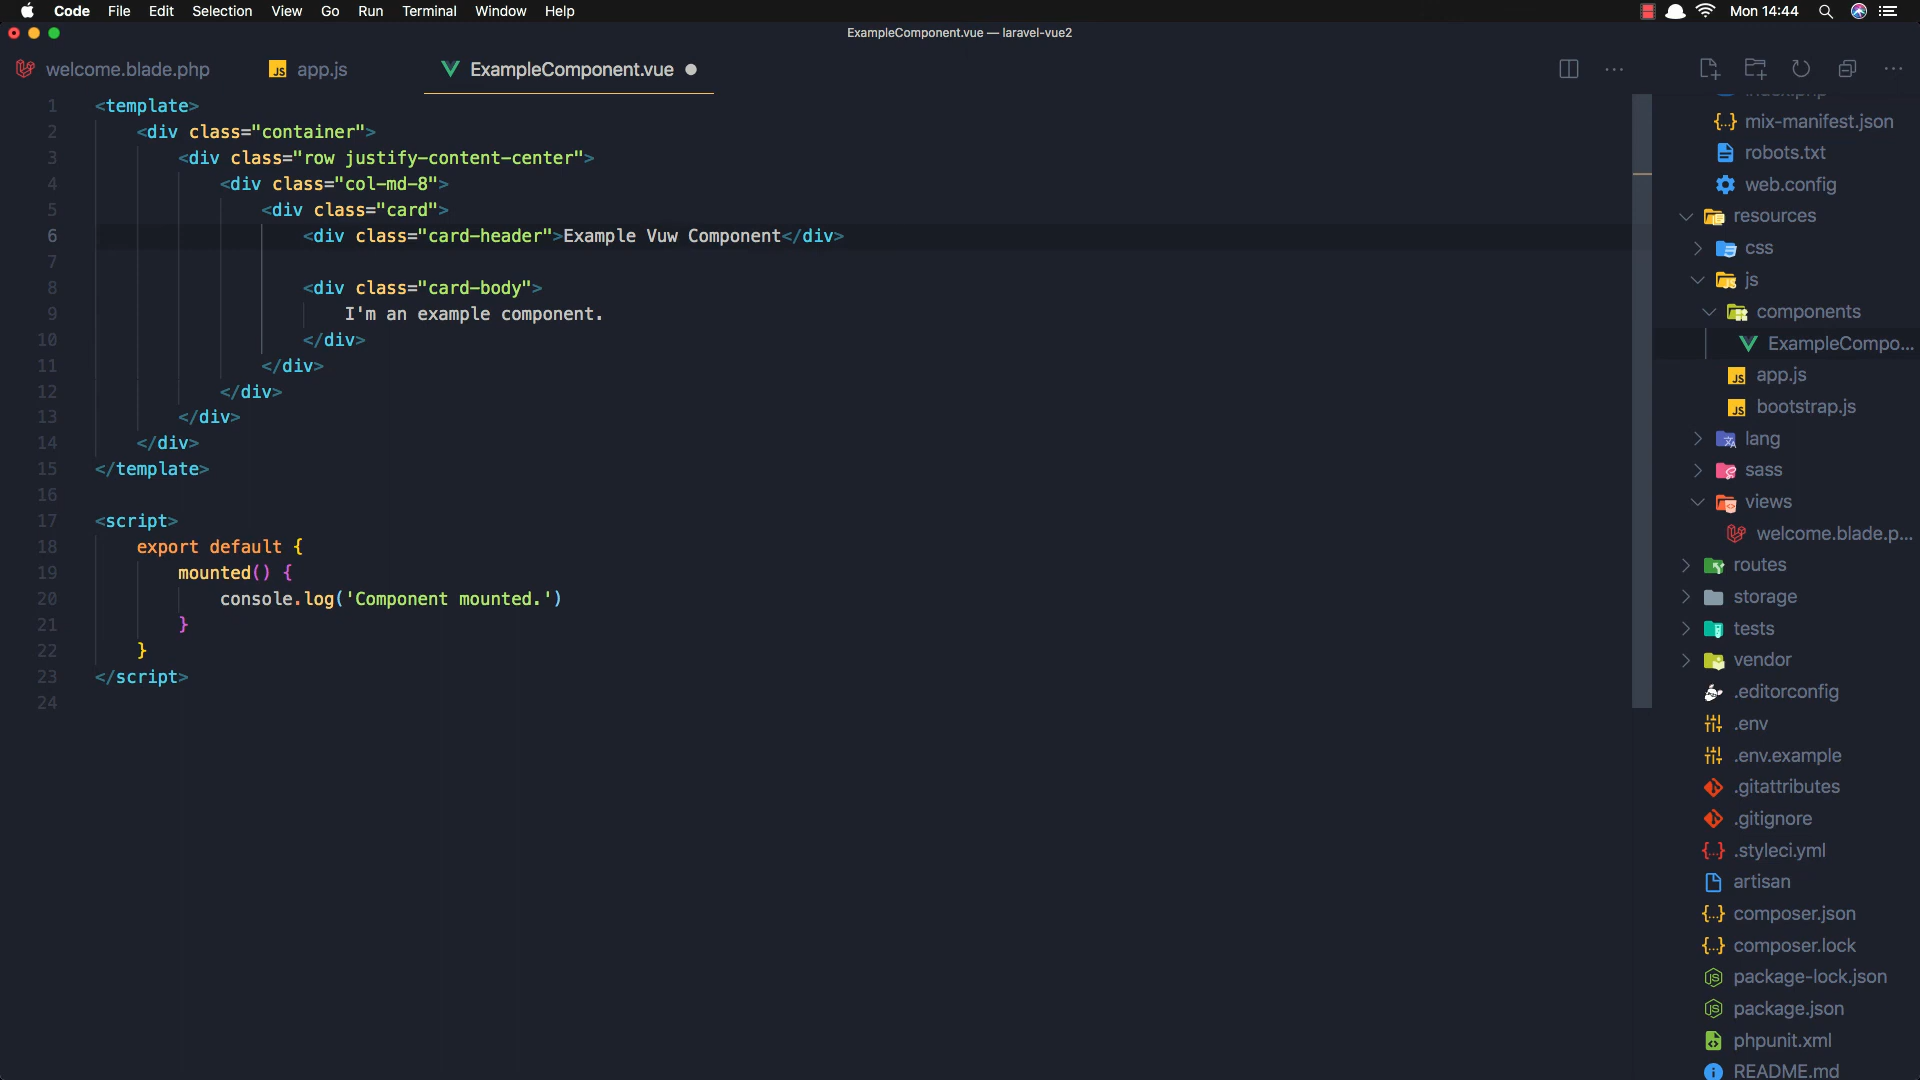 Code File Edit Selection View Go Run Terminal Window Help Mon 14:44
ExampleComponent.vue — laravel-vue2
welcome.blade.php JS app.js ExampleComponent.vue
1 <template>
2 <div class="container">
3 <div class="row justify-content-center">
4 <div class="col-md-8">
5 <div class="card">
6 <div class="card-header">Example Vuw Component</div>
7
8 <div class="card-body">
9 I'm an example component.
10 </div>
11 </div>
12 </div>
13 </div>
14 </div>
15 </template>
16
17 <script>
18 export default {
19 mounted() {
20 console.log('Component mounted.')
21 }
22 }
23 </script>
24
mix-manifest.json
robots.txt
web.config
resources
css
js
components
ExampleCompo...
JS app.js
JS bootstrap.js
lang
sass
views
welcome.blade.p...
routes
storage
tests
vendor
.editorconfig
.env
.env.example
.gitattributes
.gitignore
.styleci.yml
artisan
composer.json
composer.lock
package-lock.json
package.json
phpunit.xml
README.md